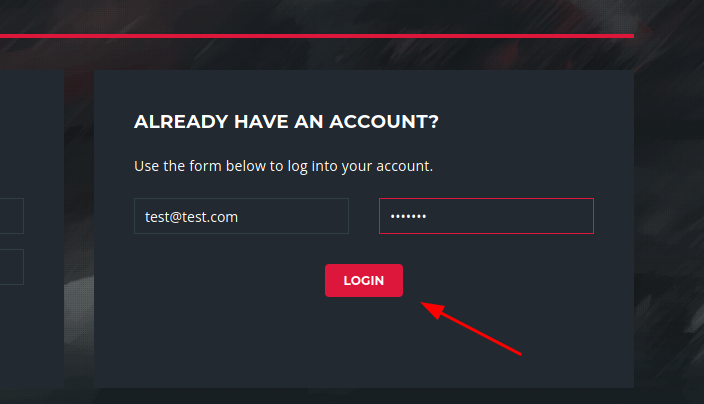 ALREADY HAVE AN ACCOUNT?
Use the form below to log into your account.
test@test.com •••••••
LOGIN